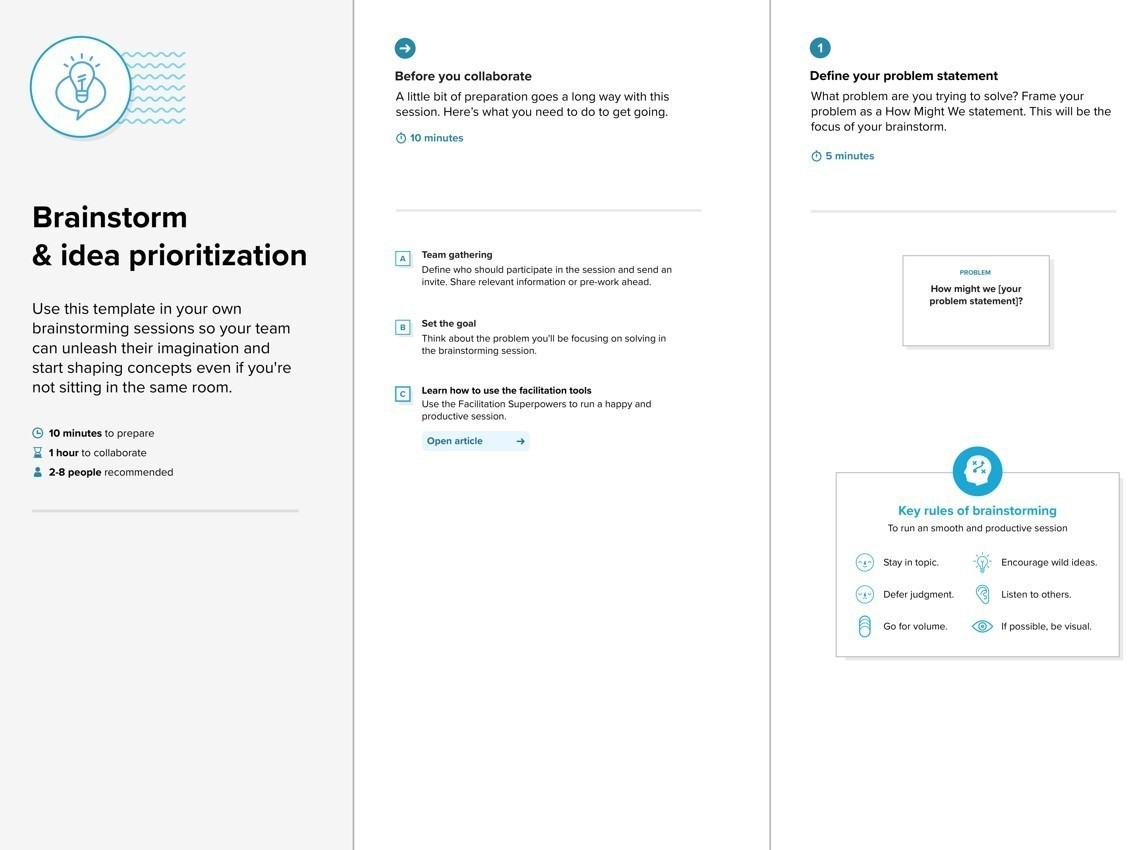 Brainstorm
& idea prioritization
Use this template in your own
brainstorming sessions so your team
can unleash their imagination and
start shaping concepts even if you're
not sitting in the same room.
10 minutes to prepare
1 hour to collaborate
2-8 people recommended
Before you collaborate
A little bit of preparation goes a long way with this
session. Here’s what you need to do to get going.
10 minutes
A
Team gathering
Define who should participate in the session and send an
invite. Share relevant information or pre-work ahead.
B
Set the goal
Think about the problem you'll be focusing on solving in
the brainstorming session.
C
Learn how to use the facilitation tools
Use the Facilitation Superpowers to run a happy and
productive session.
Open article
1
Define your problem statement
What problem are you trying to solve? Frame your
problem as a How Might We statement. This will be the
focus of your brainstorm.
5 minutes
PROBLEM
How might we [your
problem statement]?
Key rules of brainstorming
To run an smooth and productive session
Stay in topic.
Encourage wild ideas.
Defer judgment.
Listen to others.
Go for volume.
If possible, be visual.